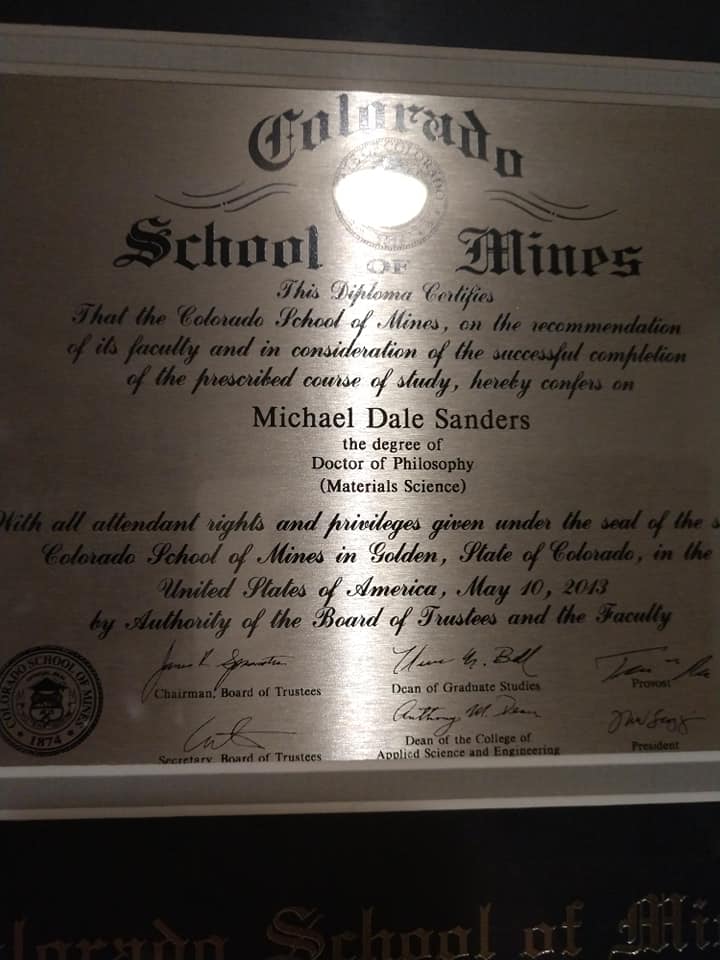 Colorado
School OF Mines
This Diploma Certifies
That the Colorado School of Mines, on the recommendation
of its faculty and in consideration of the successful completion
of the prescribed course of study, hereby confers on
Michael Dale Sanders
the degree of
Doctor of Philosophy
(Materials Science)
With all attendant rights and privileges given under the seal of the
Colorado School of Mines in Golden, State of Colorado, in the
United States of America, May 10, 2013
by Authority of the Board of Trustees and the Faculty
COLORADO SCHOOL OF MINES
1874
Chairman, Board of Trustees
Dean of Graduate Studies
Provost
Anthony M. Dean
Secretary, Board of Trustees
Dean of the College of
Applied Science and Engineering
President
lorado School of Mi